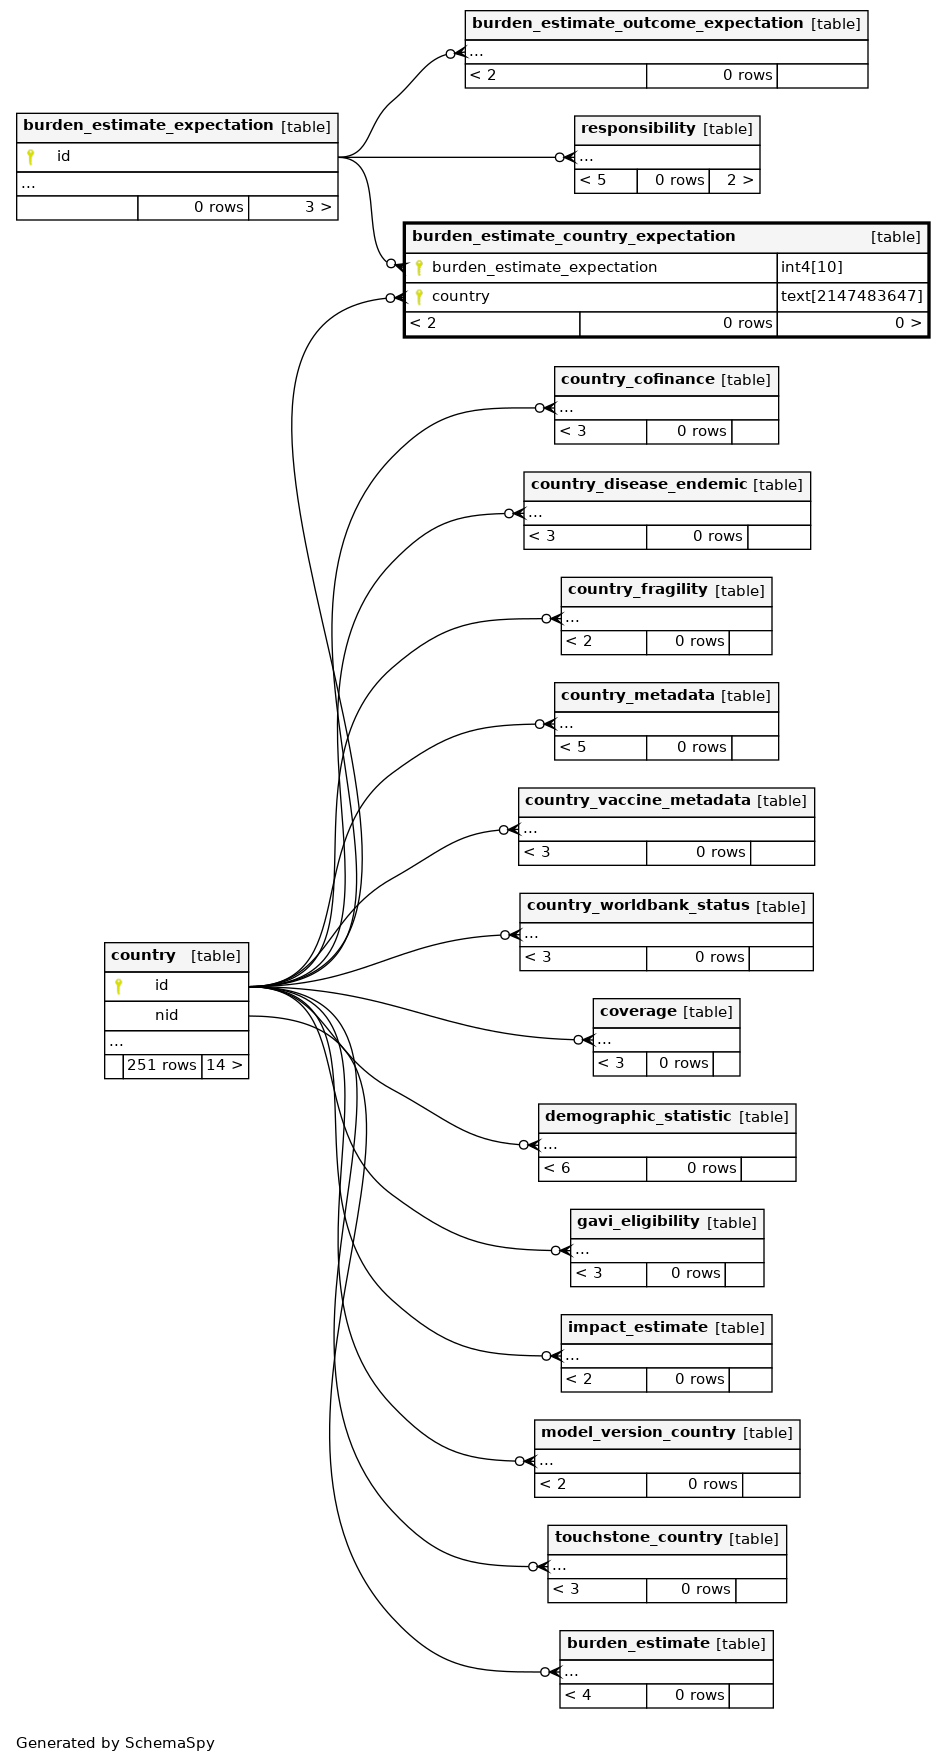 burden_estimate_outcome_expectation [table]
...
< 2 0 rows
burden_estimate_expectation [table]
id
...
0 rows 3 >
responsibility [table]
...
< 5 0 rows 2 >
burden_estimate_country_expectation [table]
burden_estimate_expectation int4[10]
country text[2147483647]
< 2 0 rows 0 >
country_cofinance [table]
...
< 3 0 rows
country_disease_endemic [table]
...
< 3 0 rows
country_fragility [table]
...
< 2 0 rows
country_metadata [table]
...
< 5 0 rows
country_vaccine_metadata [table]
...
< 3 0 rows
country_worldbank_status [table]
...
< 3 0 rows
country [table]
id
nid
...
251 rows 14 >
coverage [table]
...
< 3 0 rows
demographic_statistic [table]
...
< 6 0 rows
gavi_eligibility [table]
...
< 3 0 rows
impact_estimate [table]
...
< 2 0 rows
model_version_country [table]
...
< 2 0 rows
touchstone_country [table]
...
< 3 0 rows
burden_estimate [table]
...
< 4 0 rows
Generated by SchemaSpy